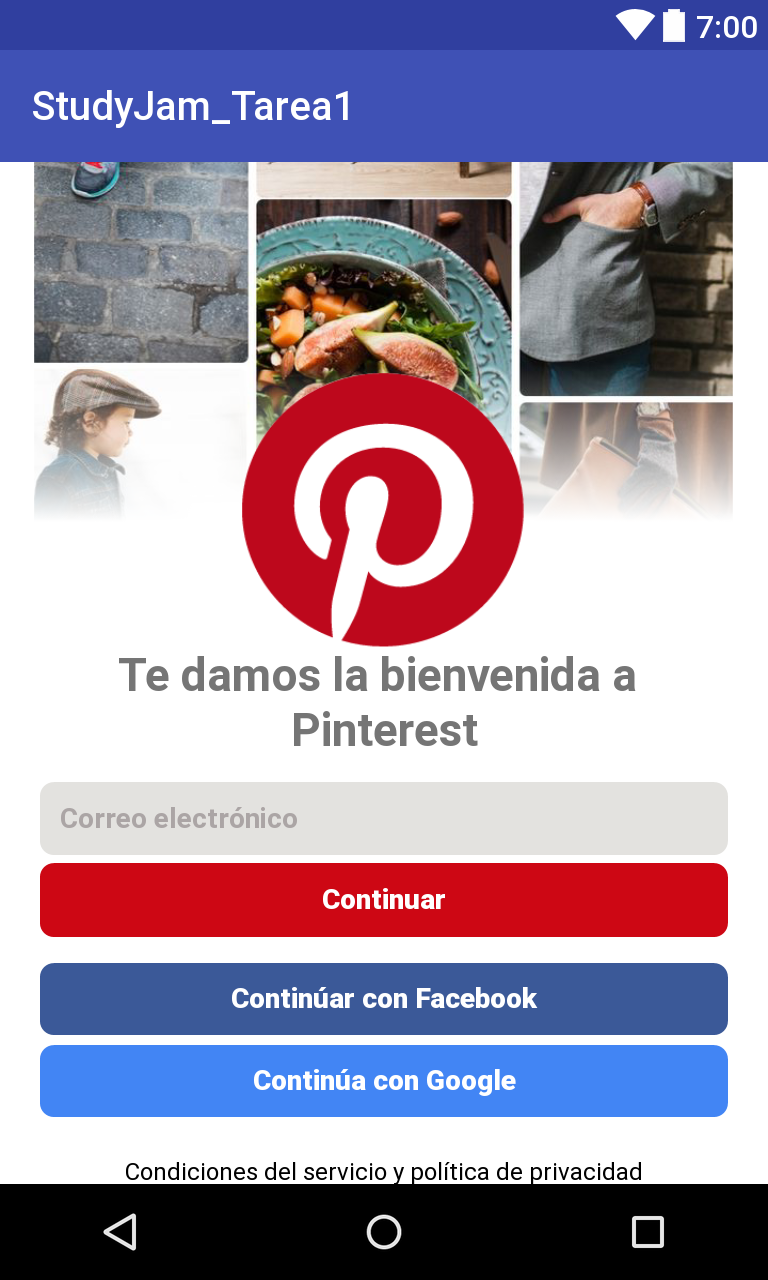 7:00
StudyJam_Tarea1
Te damos la bienvenida a
Pinterest
Correo electrónico
Continuar
Continúar con Facebook
Continúa con Google
Condiciones del servicio y política de privacidad